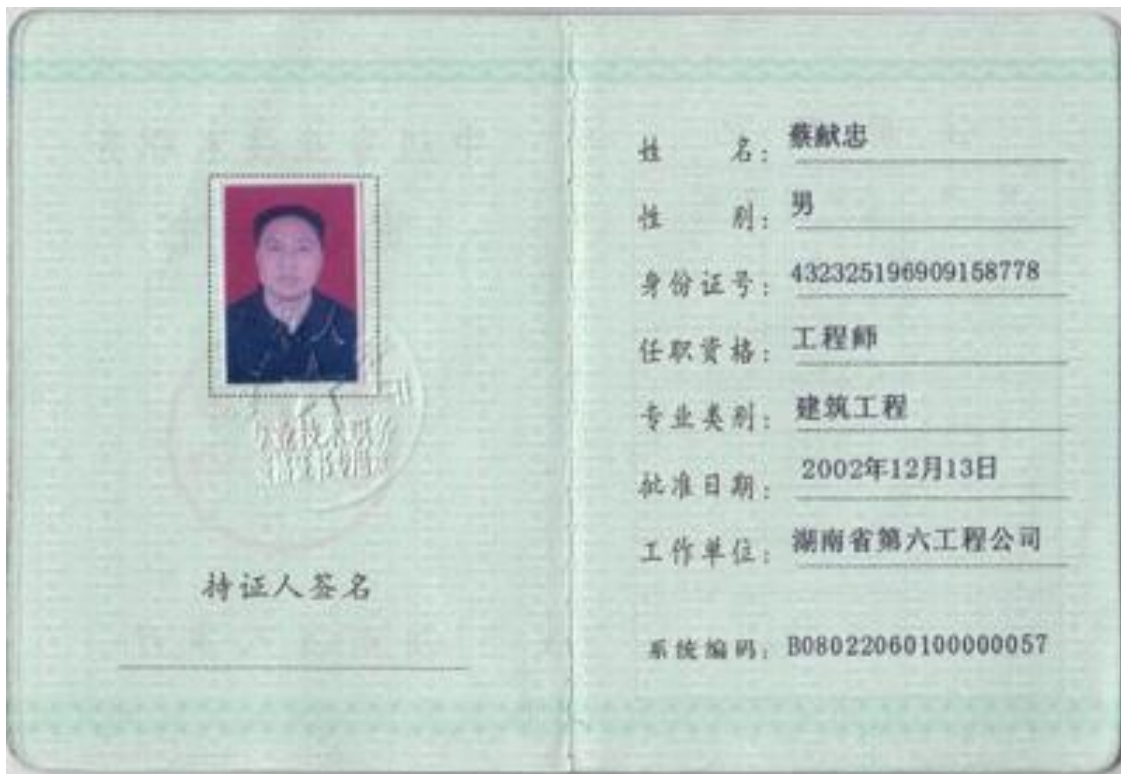 持证人签名
姓 名: 蔡献忠
性 别: 男
身份证号: 432325196909158778
任职资格: 工程师
专业类别: 建筑工程
批准日期: 2002年12月13日
工作单位: 湖南省第六工程公司
系统编码: B08022060100000057